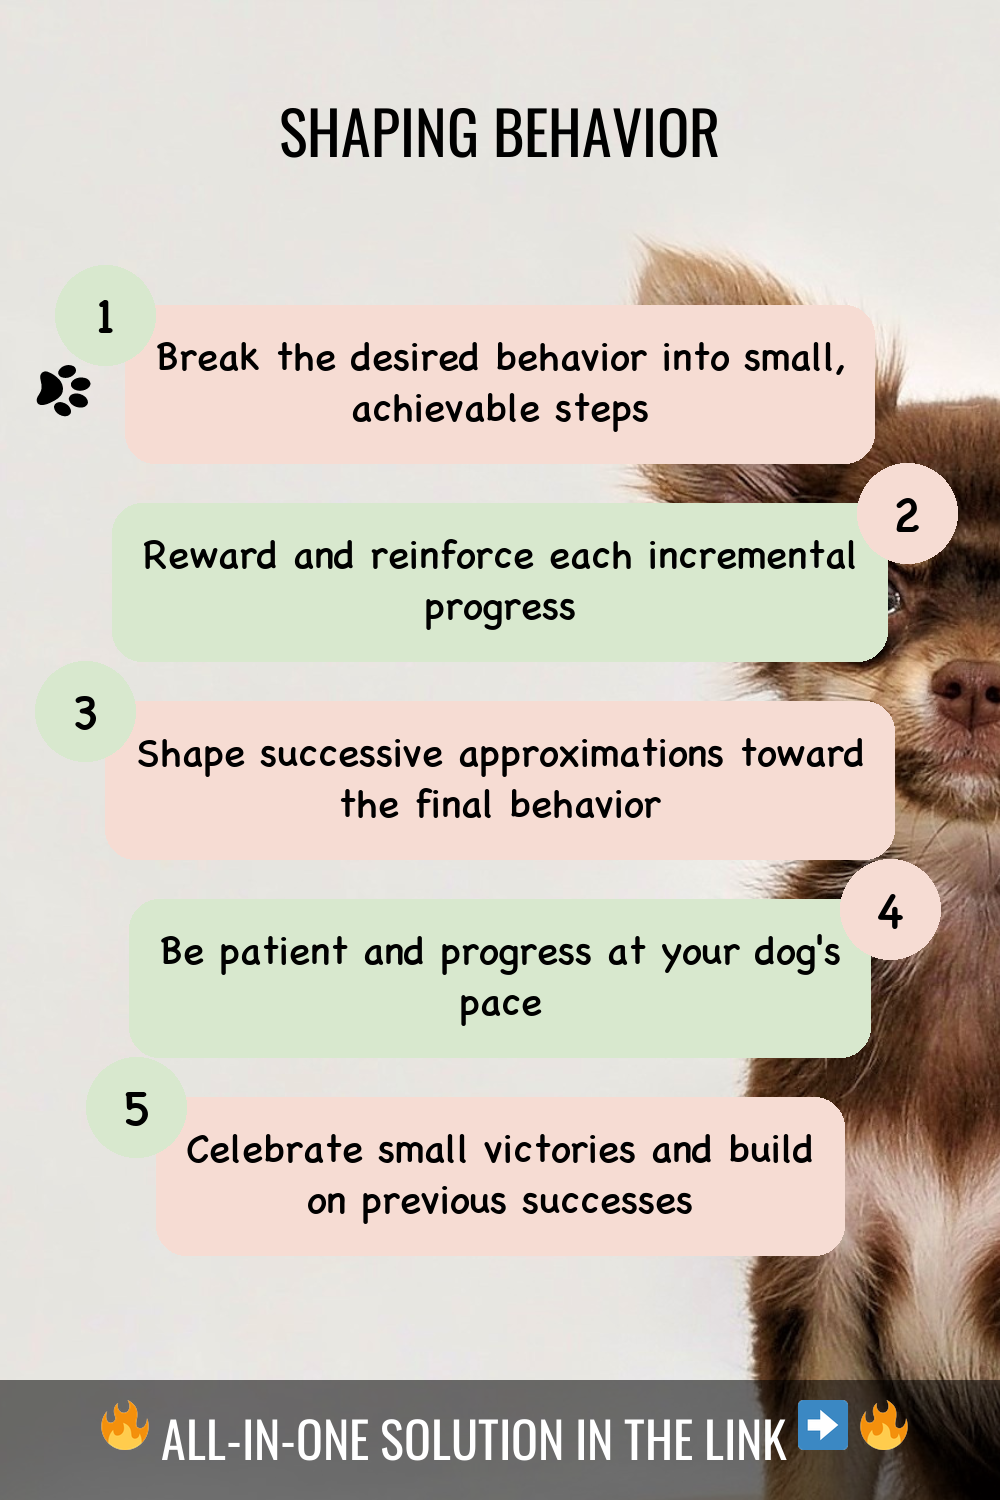 SHAPING BEHAVIOR
1
Break the desired behavior into small,
achievable steps
2
Reward and reinforce each incremental
progress
3
Shape successive approximations toward
the final behavior
4
Be patient and progress at your dog's
pace
5
Celebrate small victories and build
on previous successes
🔥 ALL-IN-ONE SOLUTION IN THE LINK ➡️ 🔥